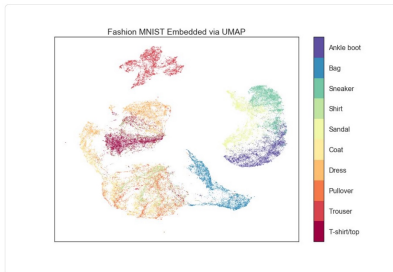 Fashion MNIST Embedded via UMAP
Ankle boot
Bag
Sneaker
Shirt
Sandal
Coat
Dress
Pullover
Trouser
T-shirt/top